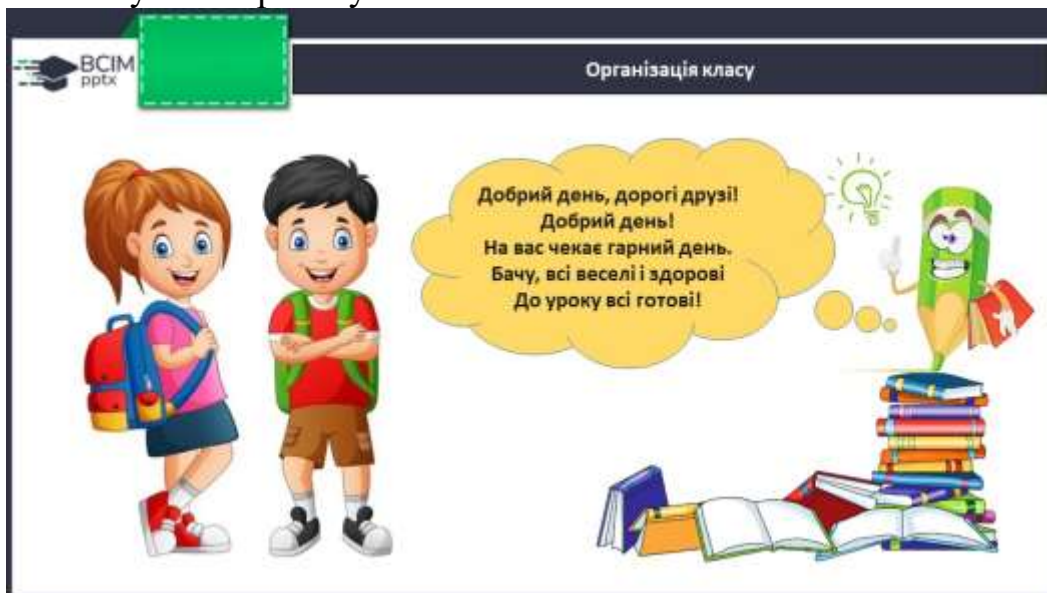 ВСІМ
pptx
Організація класу
Добрий день, дорогі друзі!
Добрий день!
На вас чекає гарний день.
Бачу, всі веселі і здорові
До уроку всі готові!